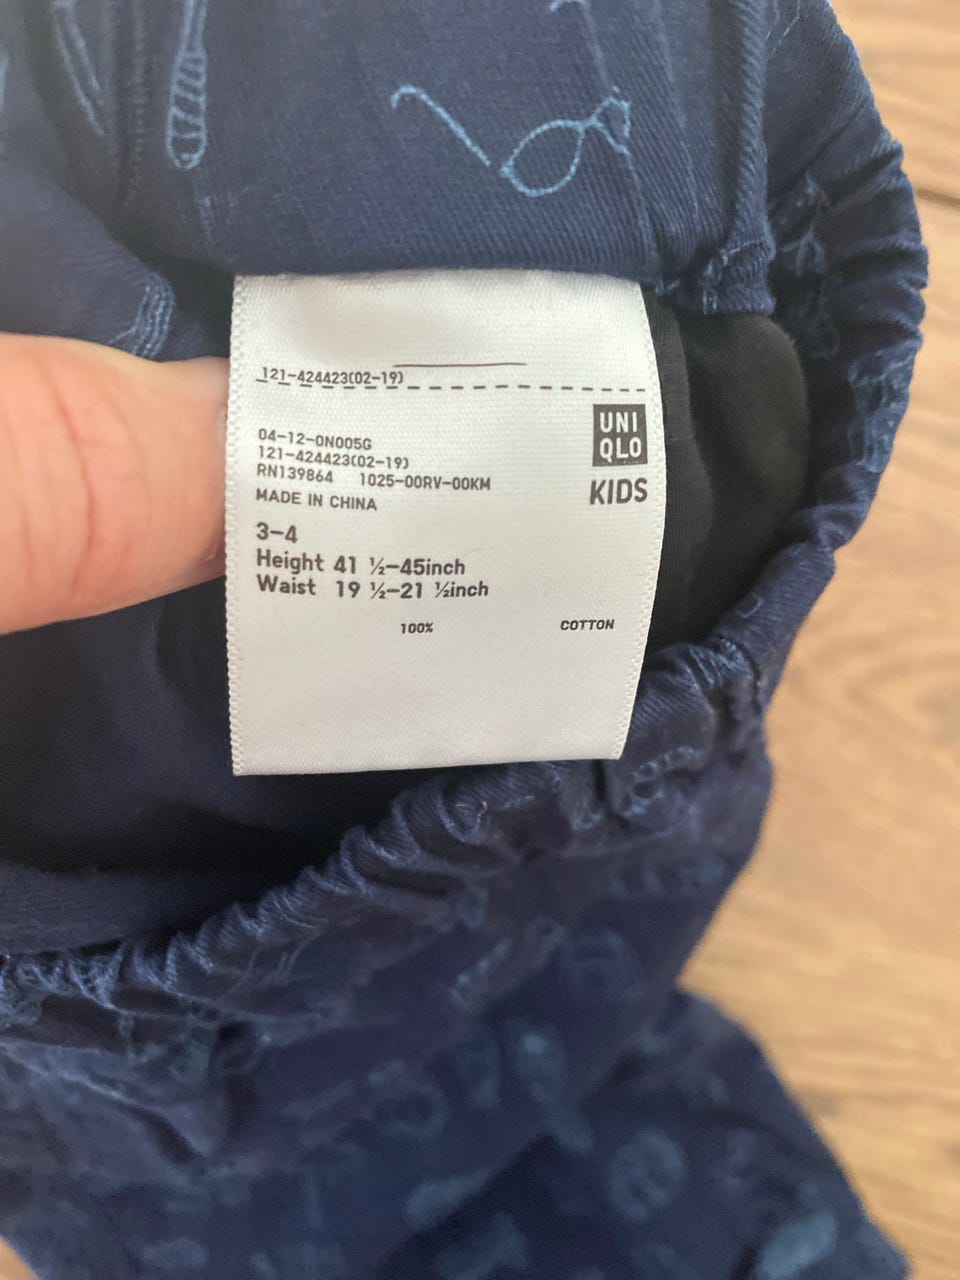 121-424423(02-19)
UNI
QLO
KIDS
04-12-0N005G
121-424423(02-19)
RN139864 1025-00RV-00KM
MADE IN CHINA
3-4
Height 41 ½-45inch
Waist 19 ½-21 ½inch
100% COTTON